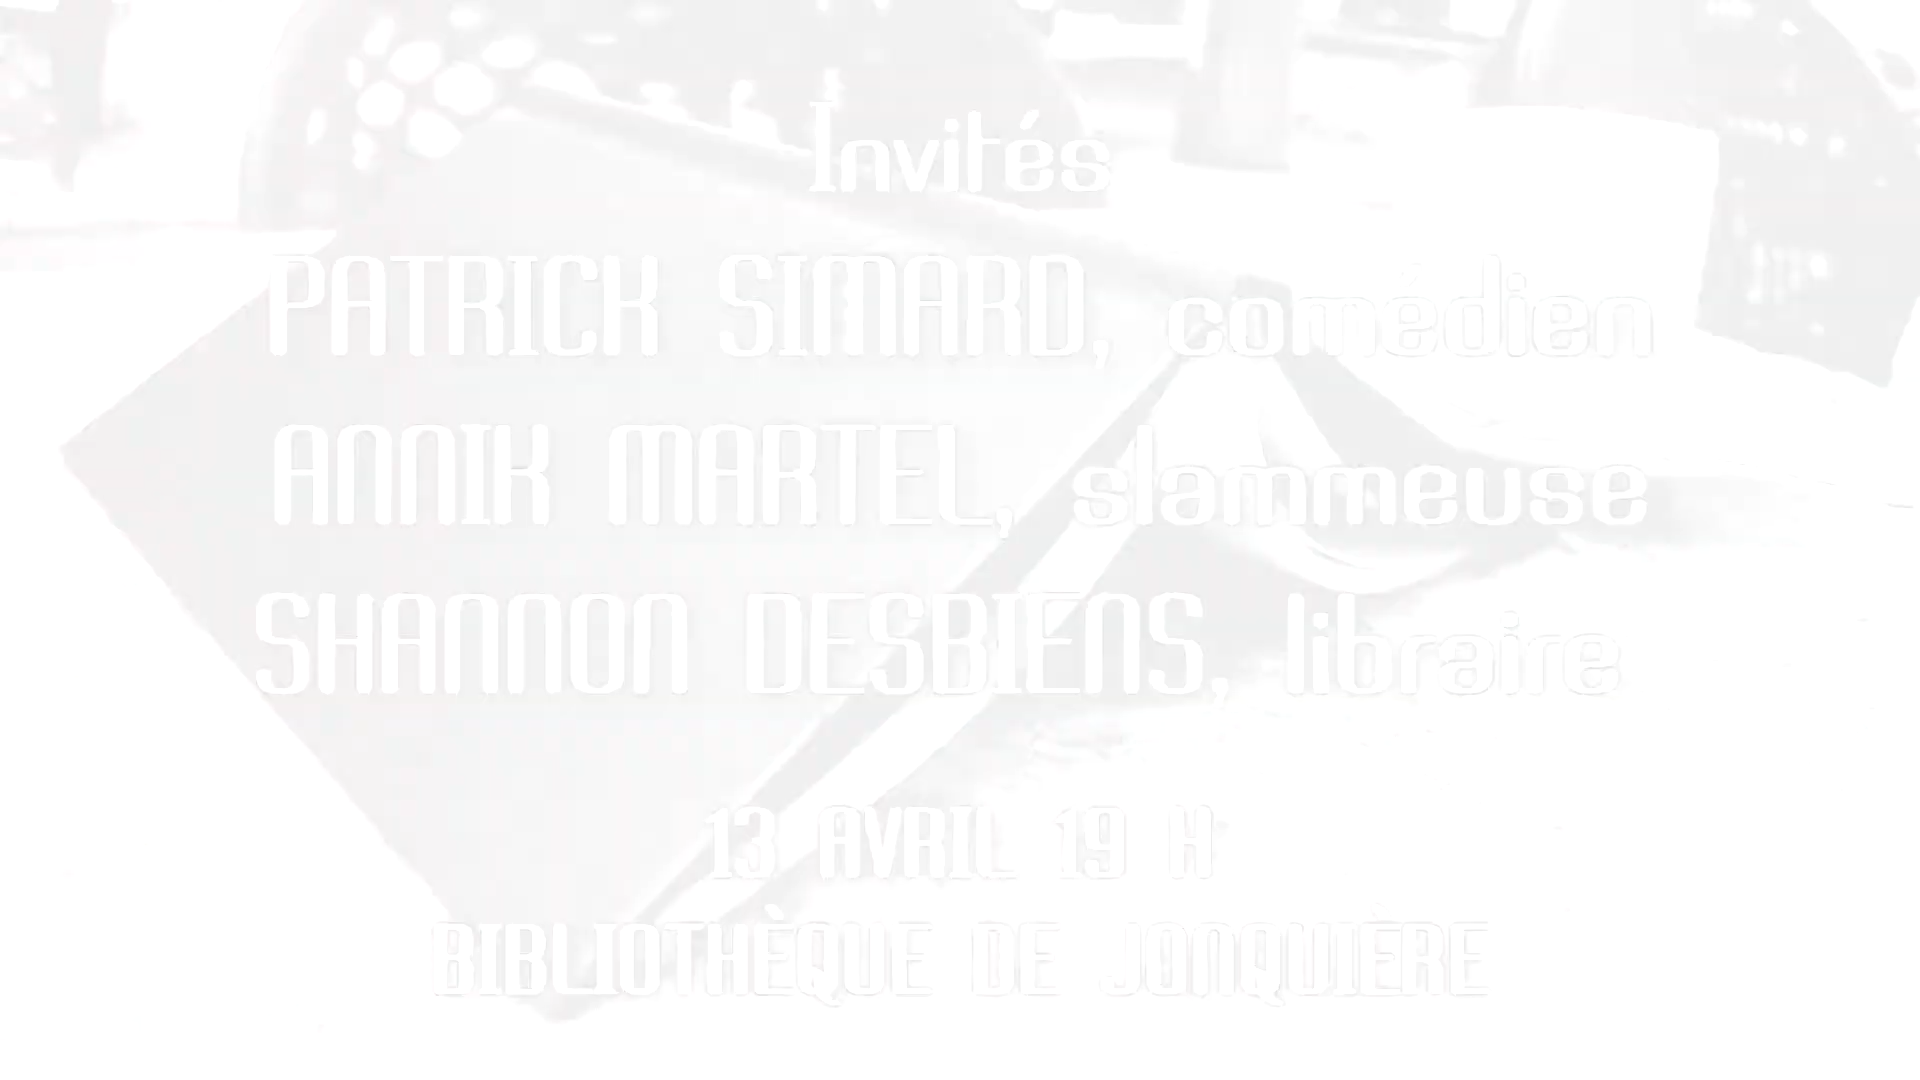 Invités
PATRICK SIMARD, comédien
ANNIK MARTEL, slammeuse
SHANNON DESBIENS, libraire
13 AVRIL 19 H
BIBLIOTHÈQUE DE JONQUIÈRE